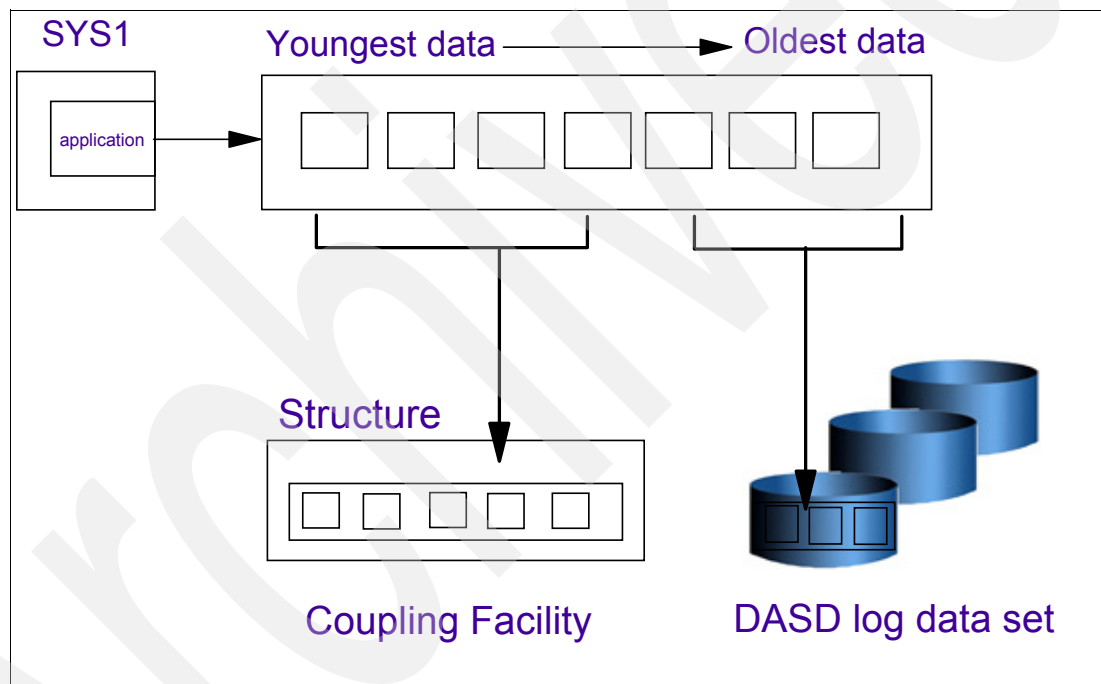 SYS1
Youngest data
Oldest data
application
Structure
Coupling Facility
DASD log data set